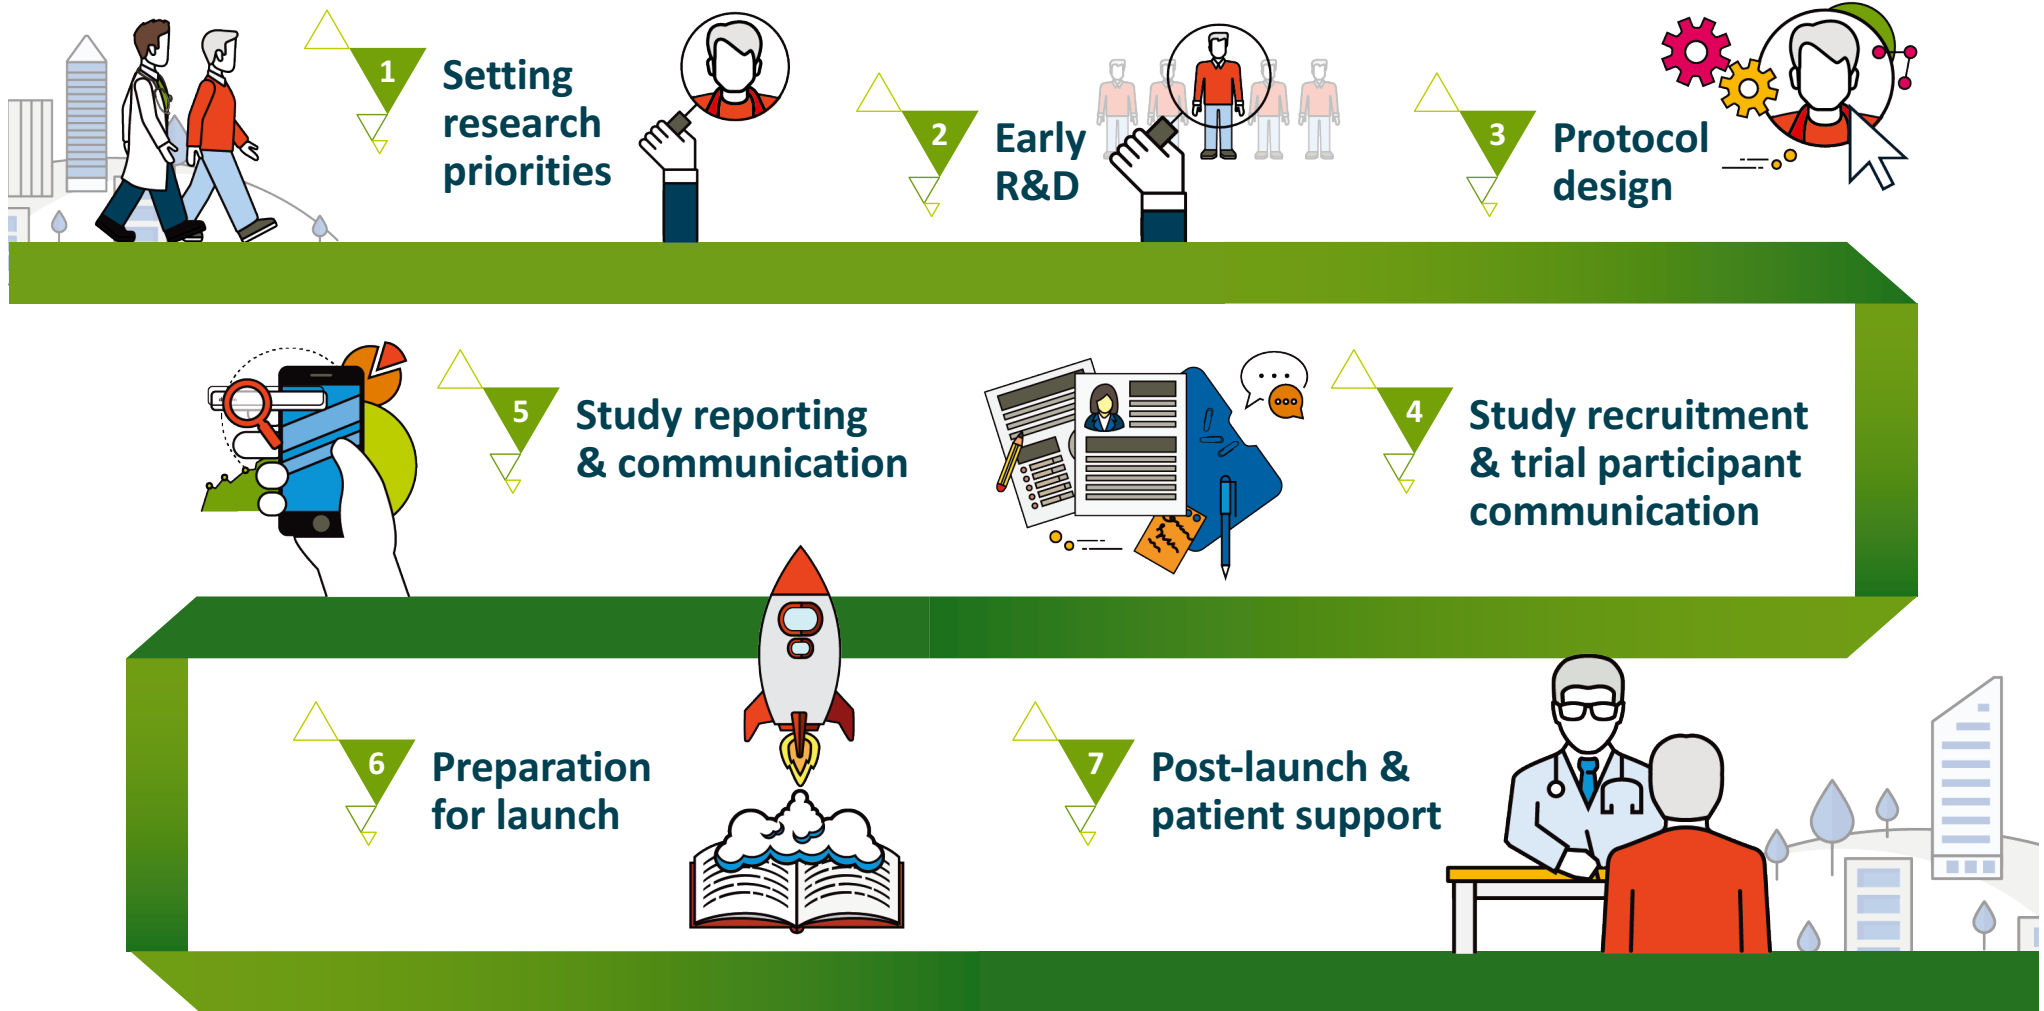 1
Setting
research
priorities
2
Early
R&D
3
Protocol
design
4
Study recruitment
& trial participant
communication
5
Study reporting
& communication
6
Preparation
for launch
7
Post-launch &
patient support